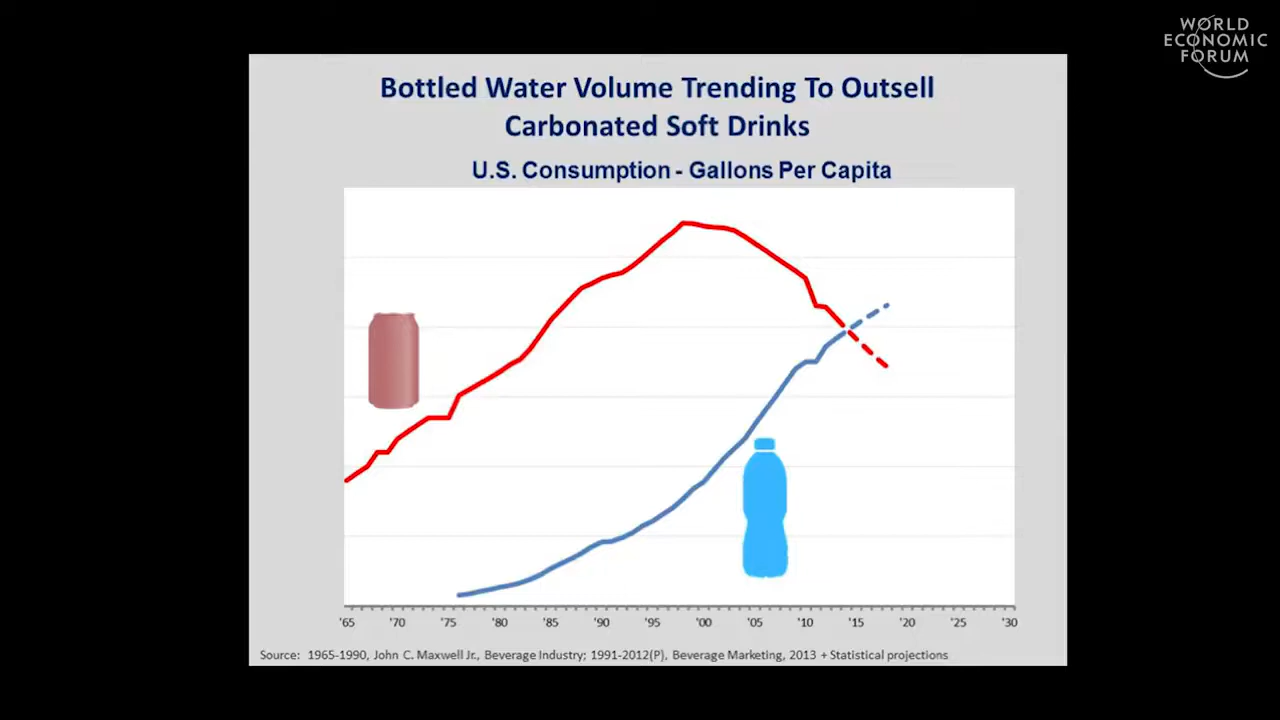 WORLD
ECONOMIC
FORUM
Bottled Water Volume Trending To Outsell
Carbonated Soft Drinks
U.S. Consumption - Gallons Per Capita
'65 '70 '75 '80 '85 '90 '95 '00 '05 '10 '15 '20 '25 '30
Source: 1965-1990, John C. Maxwell Jr., Beverage Industry; 1991-2012(P), Beverage Marketing, 2013 + Statistical projections